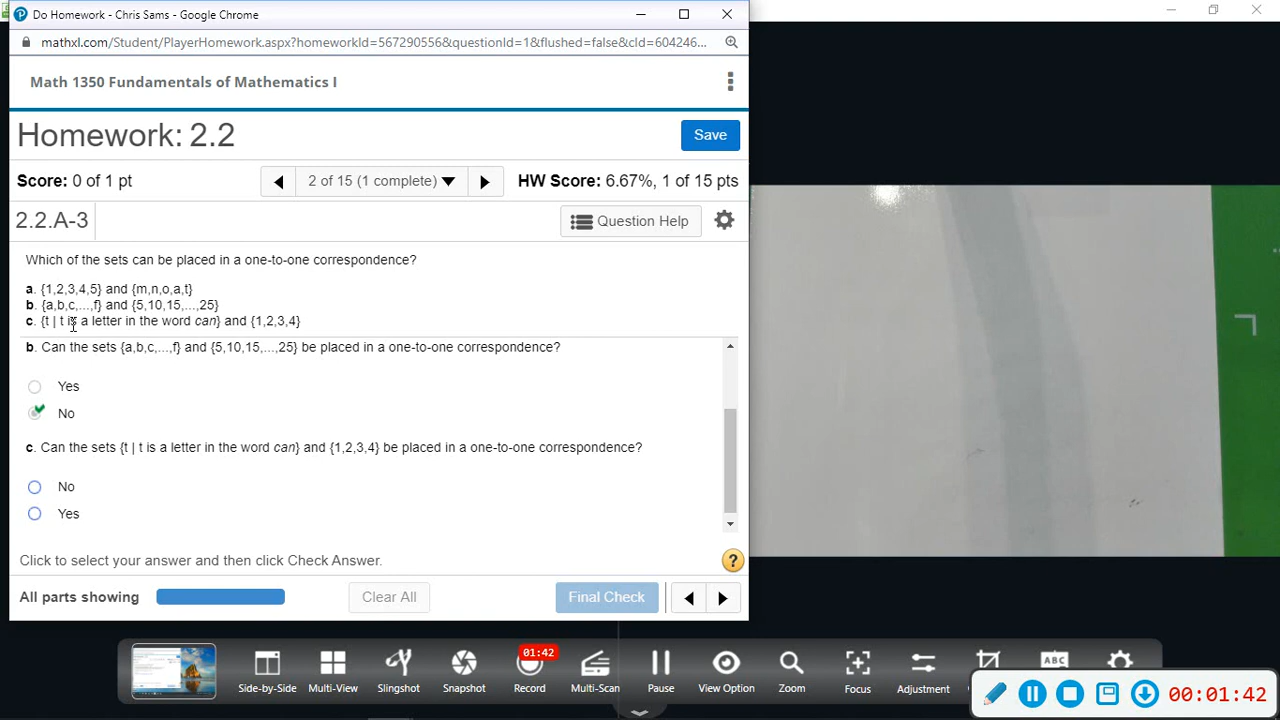 Do Homework - Chris Sams - Google Chrome
mathxl.com/Student/PlayerHomework.aspx?homeworkId=567290556&questionId=1&flushed=false&cId=604246...
Math 1350 Fundamentals of Mathematics I
Homework: 2.2
Save
Score: 0 of 1 pt
2 of 15 (1 complete)
HW Score: 6.67%, 1 of 15 pts
2.2.A-3
Question Help
Which of the sets can be placed in a one-to-one correspondence?
a. {1,2,3,4,5} and {m,n,o,a,t}
b. {a,b,c,...,f} and {5,10,15,...,25}
c. {t | t is a letter in the word can} and {1,2,3,4}
b. Can the sets {a,b,c,...,f} and {5,10,15,...,25} be placed in a one-to-one correspondence?
Yes
No
c. Can the sets {t | t is a letter in the word can} and {1,2,3,4} be placed in a one-to-one correspondence?
No
Yes
Click to select your answer and then click Check Answer.
?
All parts showing
Clear All
Final Check
01:42
ABC
Side-by-Side
Multi-View
Slingshot
Snapshot
Record
Multi-Scan
Pause
View Option
Zoom
Focus
Adjustment
00:01:42